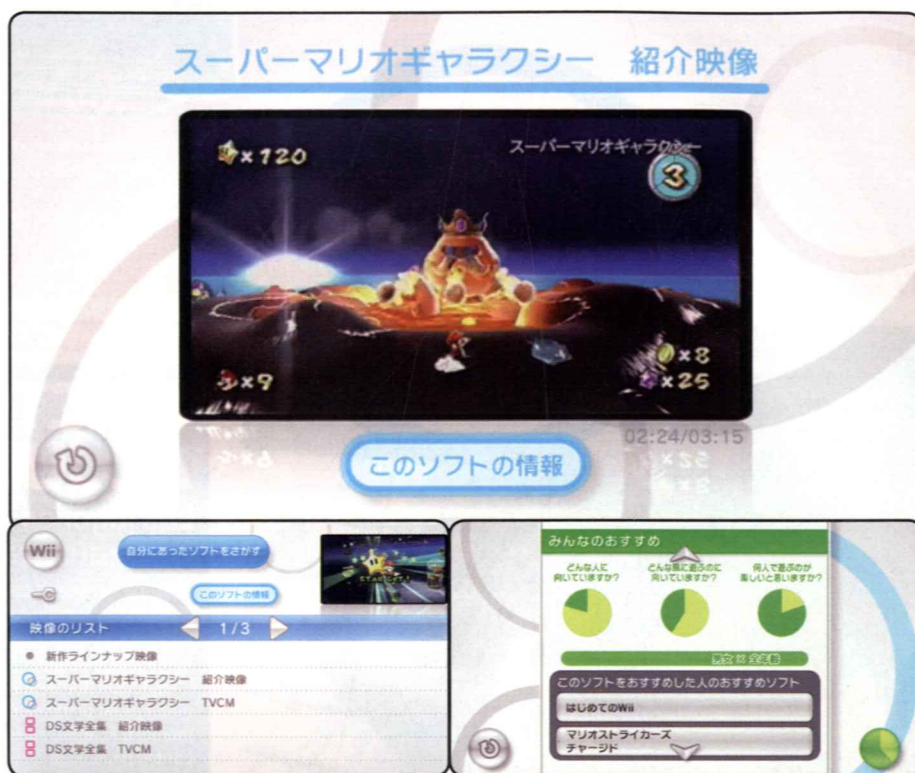 スーパーマリオギャラクシー 紹介映像
×120
スーパーマリオギャラクシー
3
×9
×8
×25
02:24/03:15
このソフトの情報
Wii
自分にあったソフトをさがす
このソフトの情報
映像のリスト
1/3
新作ラインナップ映像
スーパーマリオギャラクシー 紹介映像
スーパーマリオギャラクシー TVCM
DS文学全集 紹介映像
DS文学全集 TVCM
みんなのおすすめ
どんな人に
向いていますか?
どんな風に遊ぶのに
向いていますか?
何人で遊ぶのが
楽しいと思いますか?
男女 × 全年齢
このソフトをおすすめした人のおすすめソフト
はじめてのWii
マリオストライカーズ
チャージド